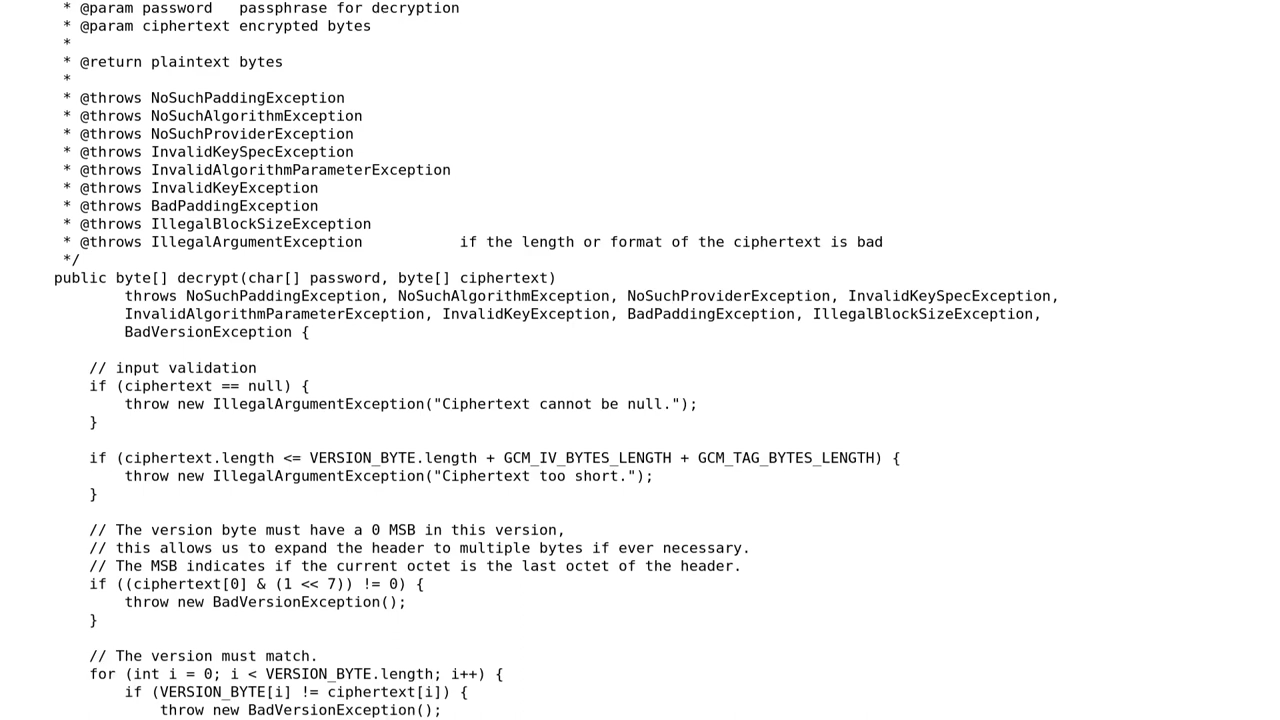 * @param password   passphrase for decryption
     * @param ciphertext encrypted bytes
     *
     * @return plaintext bytes
     *
     * @throws NoSuchPaddingException
     * @throws NoSuchAlgorithmException
     * @throws NoSuchProviderException
     * @throws InvalidKeySpecException
     * @throws InvalidAlgorithmParameterException
     * @throws InvalidKeyException
     * @throws BadPaddingException
     * @throws IllegalBlockSizeException
     * @throws IllegalArgumentException           if the length or format of the ciphertext is bad
     */
    public byte[] decrypt(char[] password, byte[] ciphertext)
            throws NoSuchPaddingException, NoSuchAlgorithmException, NoSuchProviderException, InvalidKeySpecException,
            InvalidAlgorithmParameterException, InvalidKeyException, BadPaddingException, IllegalBlockSizeException,
            BadVersionException {

        // input validation
        if (ciphertext == null) {
            throw new IllegalArgumentException("Ciphertext cannot be null.");
        }

        if (ciphertext.length <= VERSION_BYTE.length + GCM_IV_BYTES_LENGTH + GCM_TAG_BYTES_LENGTH) {
            throw new IllegalArgumentException("Ciphertext too short.");
        }

        // The version byte must have a 0 MSB in this version,
        // this allows us to expand the header to multiple bytes if ever necessary.
        // The MSB indicates if the current octet is the last octet of the header.
        if ((ciphertext[0] & (1 << 7)) != 0) {
            throw new BadVersionException();
        }

        // The version must match.
        for (int i = 0; i < VERSION_BYTE.length; i++) {
            if (VERSION_BYTE[i] != ciphertext[i]) {
                throw new BadVersionException();